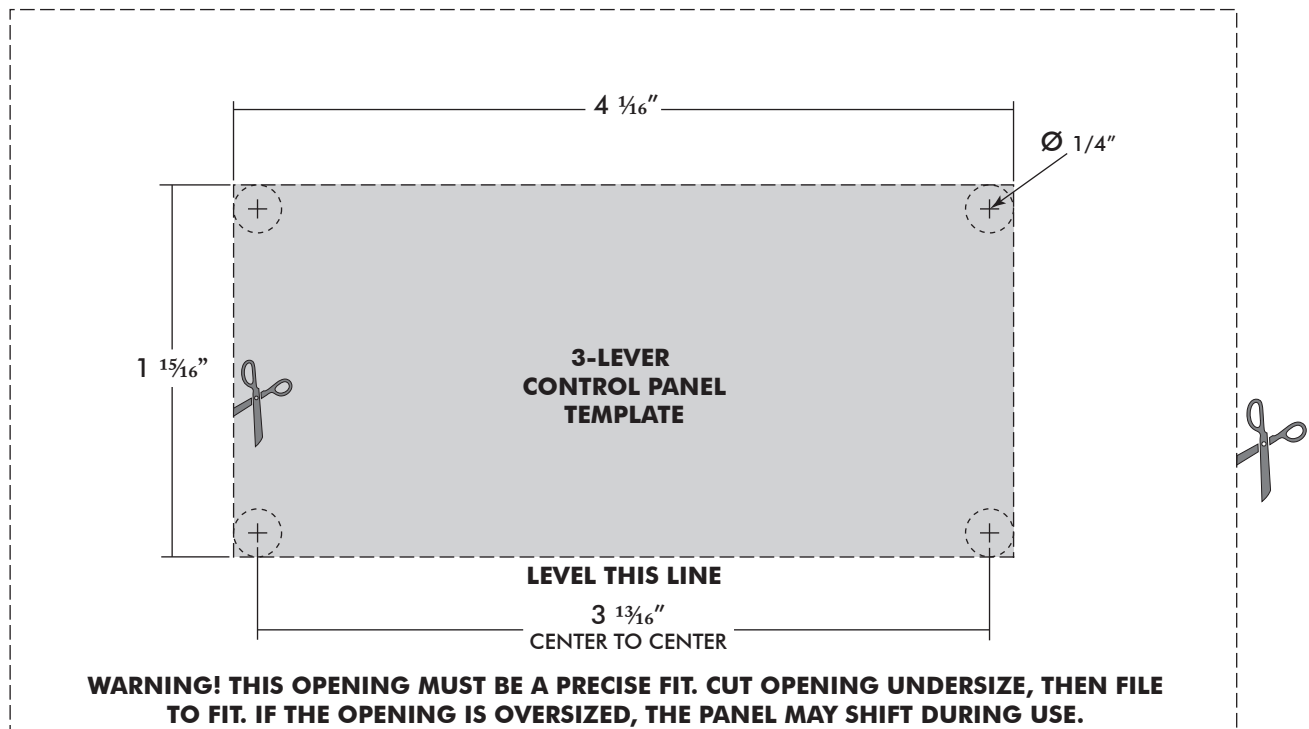 4 1/16"
Ø 1/4"
1 15/16"
3-LEVER
CONTROL PANEL
TEMPLATE
LEVEL THIS LINE
3 13/16"
CENTER TO CENTER
WARNING! THIS OPENING MUST BE A PRECISE FIT. CUT OPENING UNDERSIZE, THEN FILE
TO FIT. IF THE OPENING IS OVERSIZED, THE PANEL MAY SHIFT DURING USE.